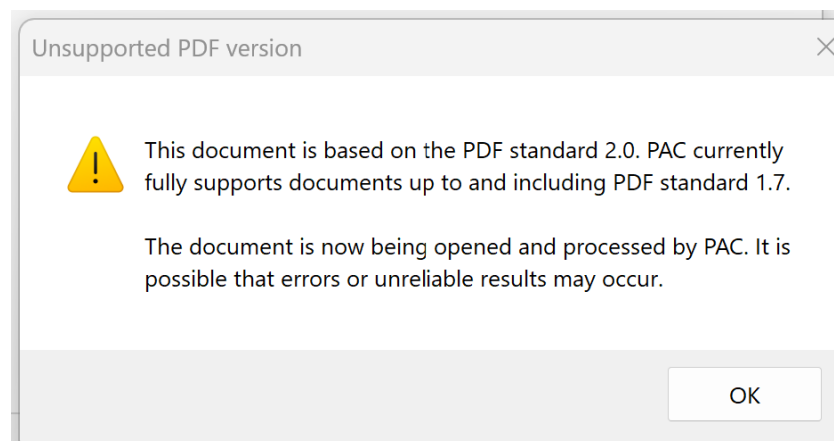 Unsupported PDF version
This document is based on the PDF standard 2.0. PAC currently
fully supports documents up to and including PDF standard 1.7.
The document is now being opened and processed by PAC. It is
possible that errors or unreliable results may occur.
OK